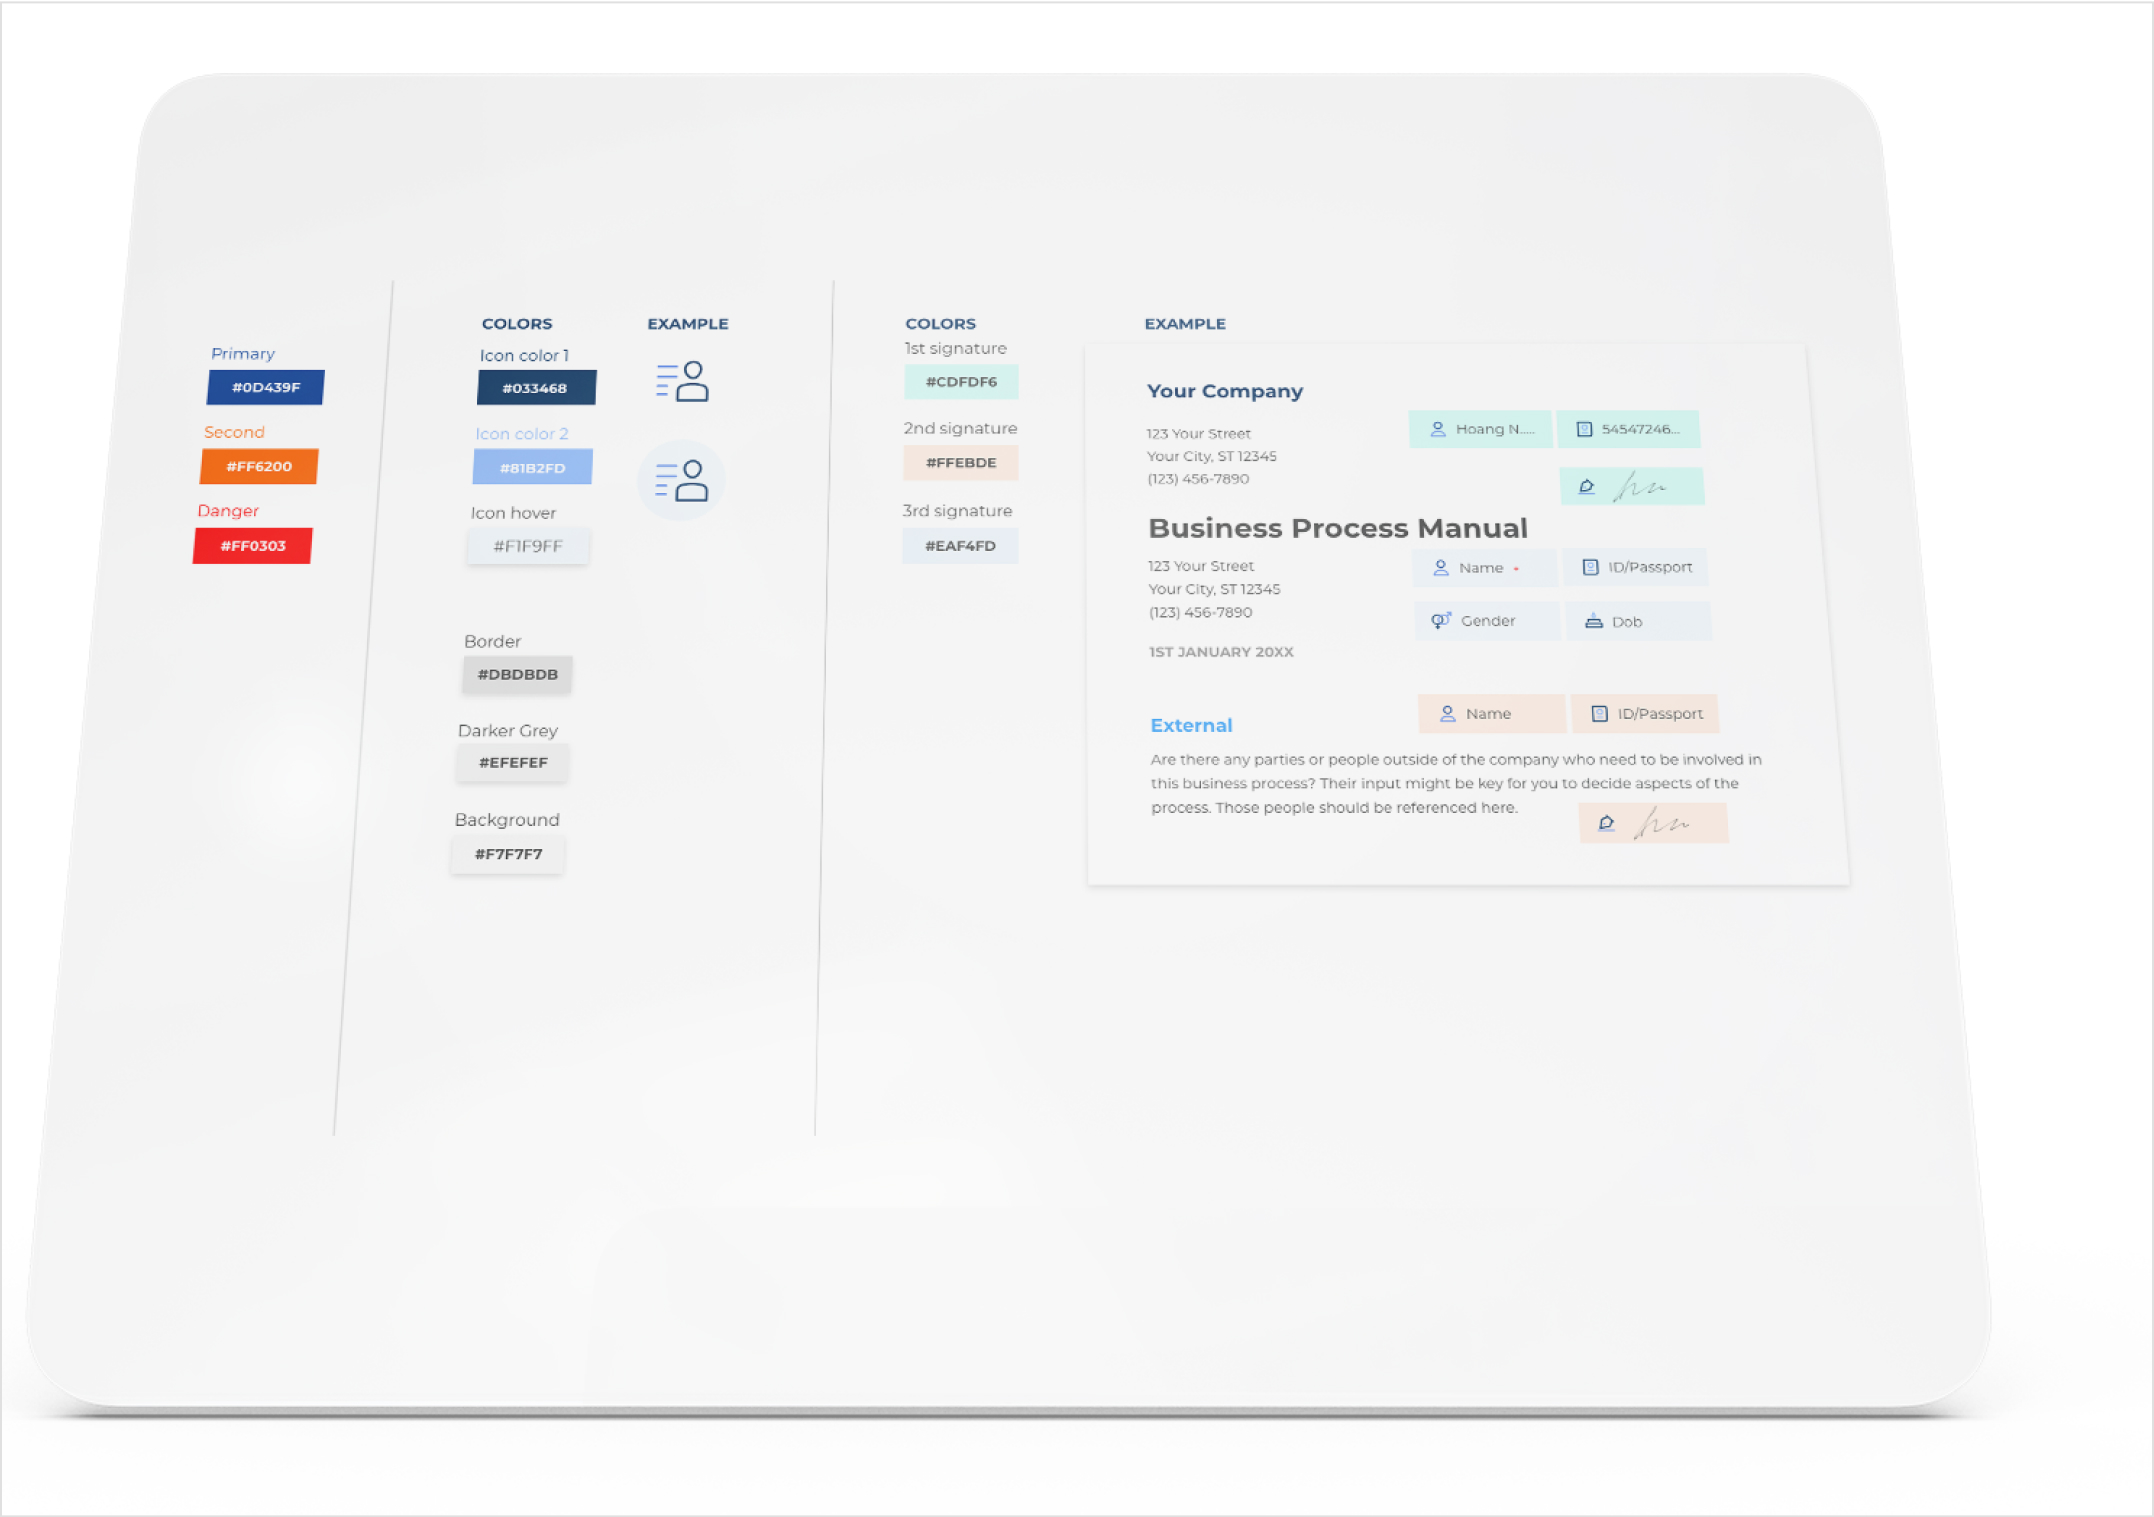 Primary
#0D439F
Second
#FF6200
Danger
#FF0303
COLORS
EXAMPLE
Icon color 1
#033468
Icon color 2
#81B2FD
Icon hover
#F1F9FF
Border
#DBDBDB
Darker Grey
#EFEFEF
Background
#F7F7F7
COLORS
1st signature
#CDFDF6
2nd signature
#FFEBDE
3rd signature
#EAF4FD
EXAMPLE
Your Company
123 Your Street
Your City, ST 12345
(123) 456-7890
Hoang N.....
54547246...
Business Process Manual
123 Your Street
Your City, ST 12345
(123) 456-7890
Name •
ID/Passport
Gender
Dob
1ST JANUARY 20XX
Name
ID/Passport
External
Are there any parties or people outside of the company who need to be involved in
this business process? Their input might be key for you to decide aspects of the
process. Those people should be referenced here.